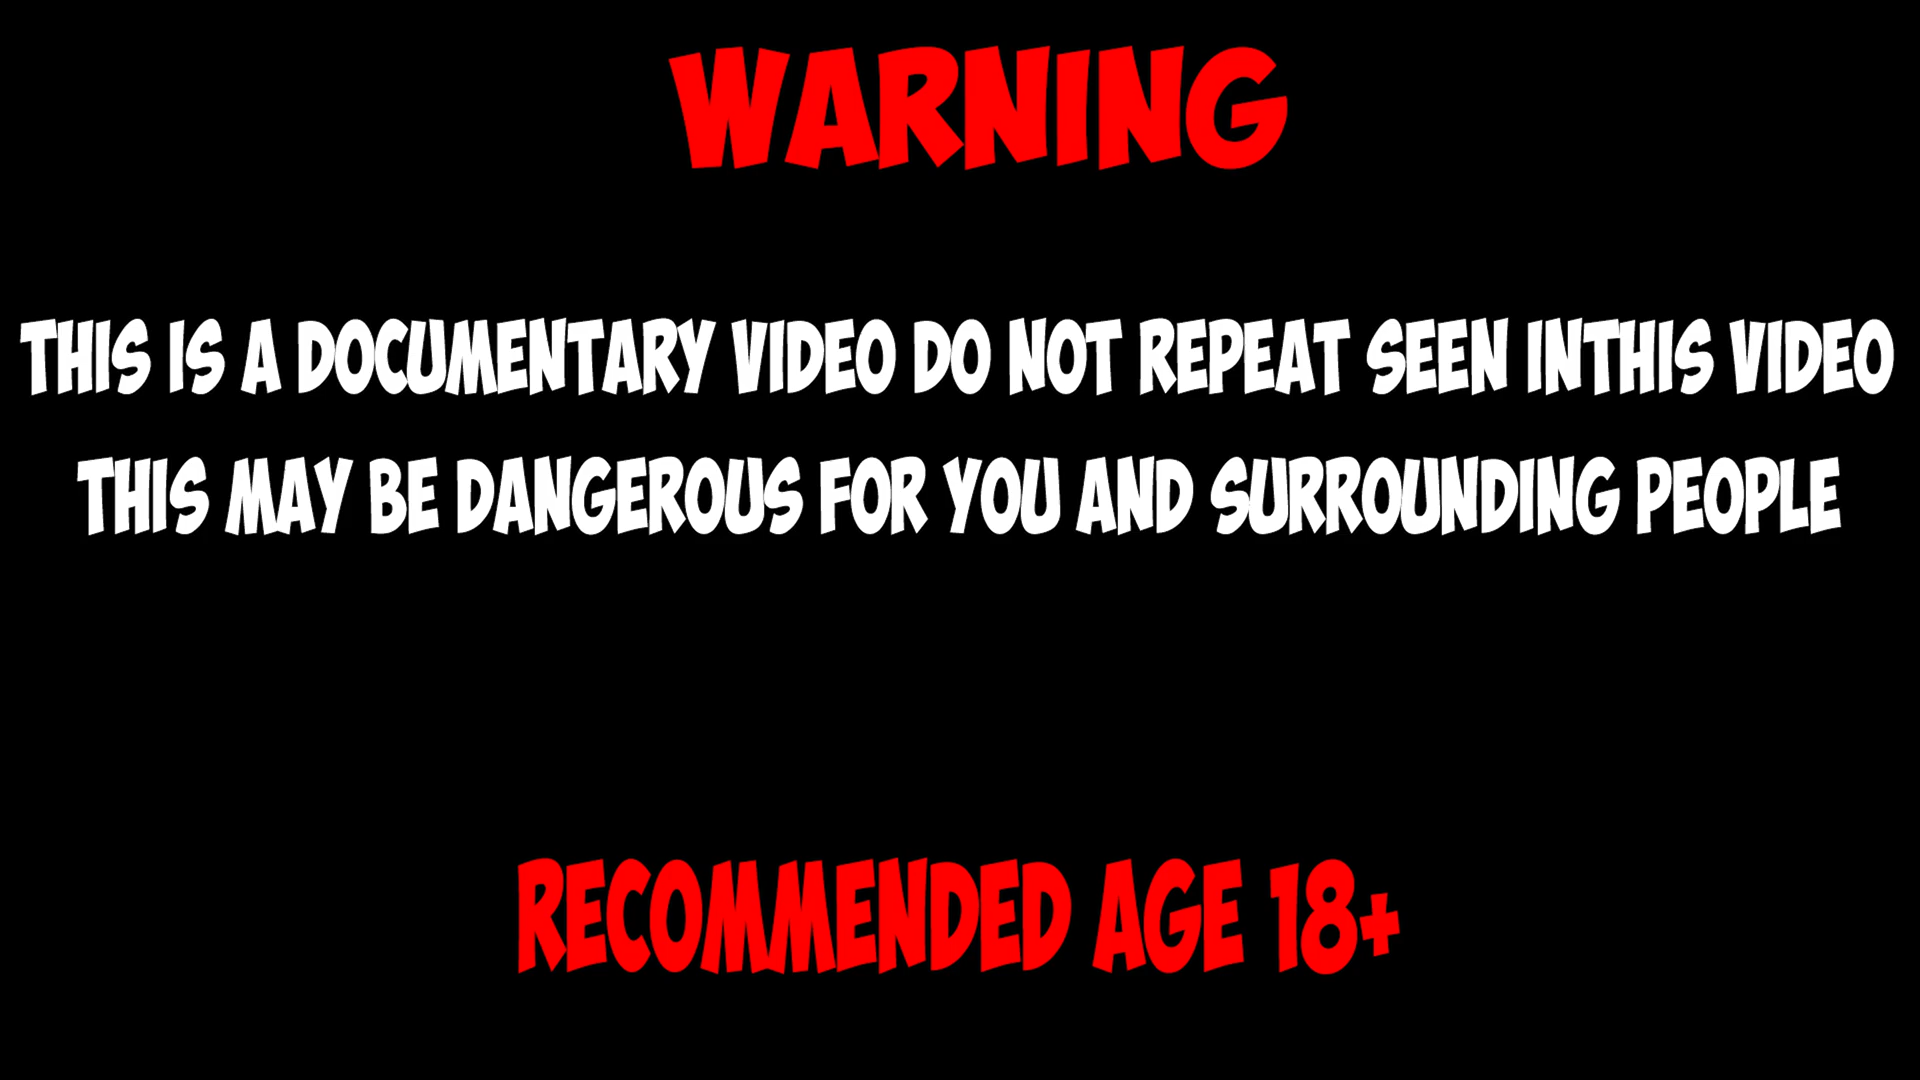 WARNING
THIS IS A DOCUMENTARY VIDEO DO NOT REPEAT SEEN INTHIS VIDEO
THIS MAY BE DANGEROUS FOR YOU AND SURROUNDING PEOPLE
RECOMMENDED AGE 18+